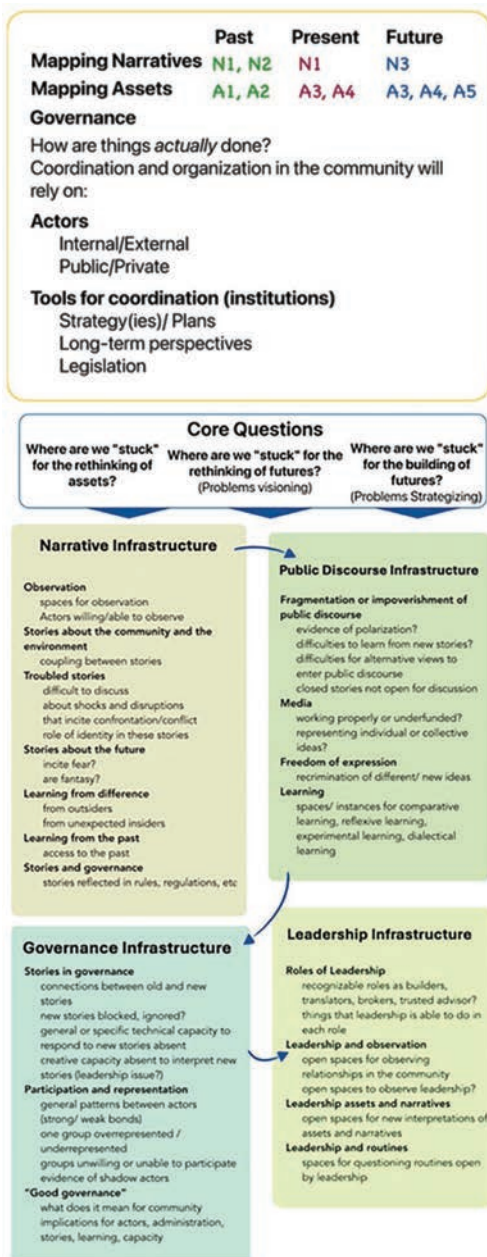 Past Present Future
Mapping Narratives N1, N2 N1 N3
Mapping Assets A1, A2 A3, A4 A3, A4, A5
Governance
How are things actually done?
Coordination and organization in the community will
rely on:
Actors
Internal/External
Public/Private
Tools for coordination (institutions)
Strategy(ies)/ Plans
Long-term perspectives
Legislation
Core Questions
Where are we "stuck"
for the rethinking of
assets?
Where are we "stuck" for the
rethinking of futures?
(Problems visioning)
Where are we "stuck"
for the building of
futures?
(Problems Strategizing)
Narrative Infrastructure
Observation
spaces for observation
Actors willing/able to observe
Stories about the community and the
environment
coupling between stories
Troubled stories
difficult to discuss
about shocks and disruptions
that incite confrontation/conflict
role of identity in these stories
Stories about the future
incite fear?
are fantasy?
Learning from difference
from outsiders
from unexpected insiders
Learning from the past
access to the past
Stories and governance
stories reflected in rules, regulations, etc
Public Discourse Infrastructure
Fragmentation or impoverishment of
public discourse
evidence of polarization?
difficulties to learn from new stories?
difficulties for alternative views to
enter public discourse
closed stories not open for discussion
Media
working properly or underfunded?
representing individual or collective
ideas?
Freedom of expression
recrimination of different/ new ideas
Learning
spaces/ instances for comparative
learning, reflexive learning,
experimental learning, dialectical
learning
Governance Infrastructure
Stories in governance
connections between old and new
stories
new stories blocked, ignored?
general or specific technical capacity to
respond to new stories absent
creative capacity absent to interpret new
stories (leadership issue?)
Participation and representation
general patterns between actors
(strong/ weak bonds)
one group overrepresented /
underrepresented
groups unwilling or unable to participate
evidence of shadow actors
"Good governance"
what does it mean for community
implications for actors, administration,
stories, learning, capacity
Leadership Infrastructure
Roles of Leadership
recognizable roles as builders,
translators, brokers, trusted advisor?
things that leadership is able to do in
each role
Leadership and observation
open spaces for observing
relationships in the community
open spaces to observe leadership?
Leadership assets and narratives
open spaces for new interpretations of
assets and narratives
Leadership and routines
spaces for questioning routines open
by leadership